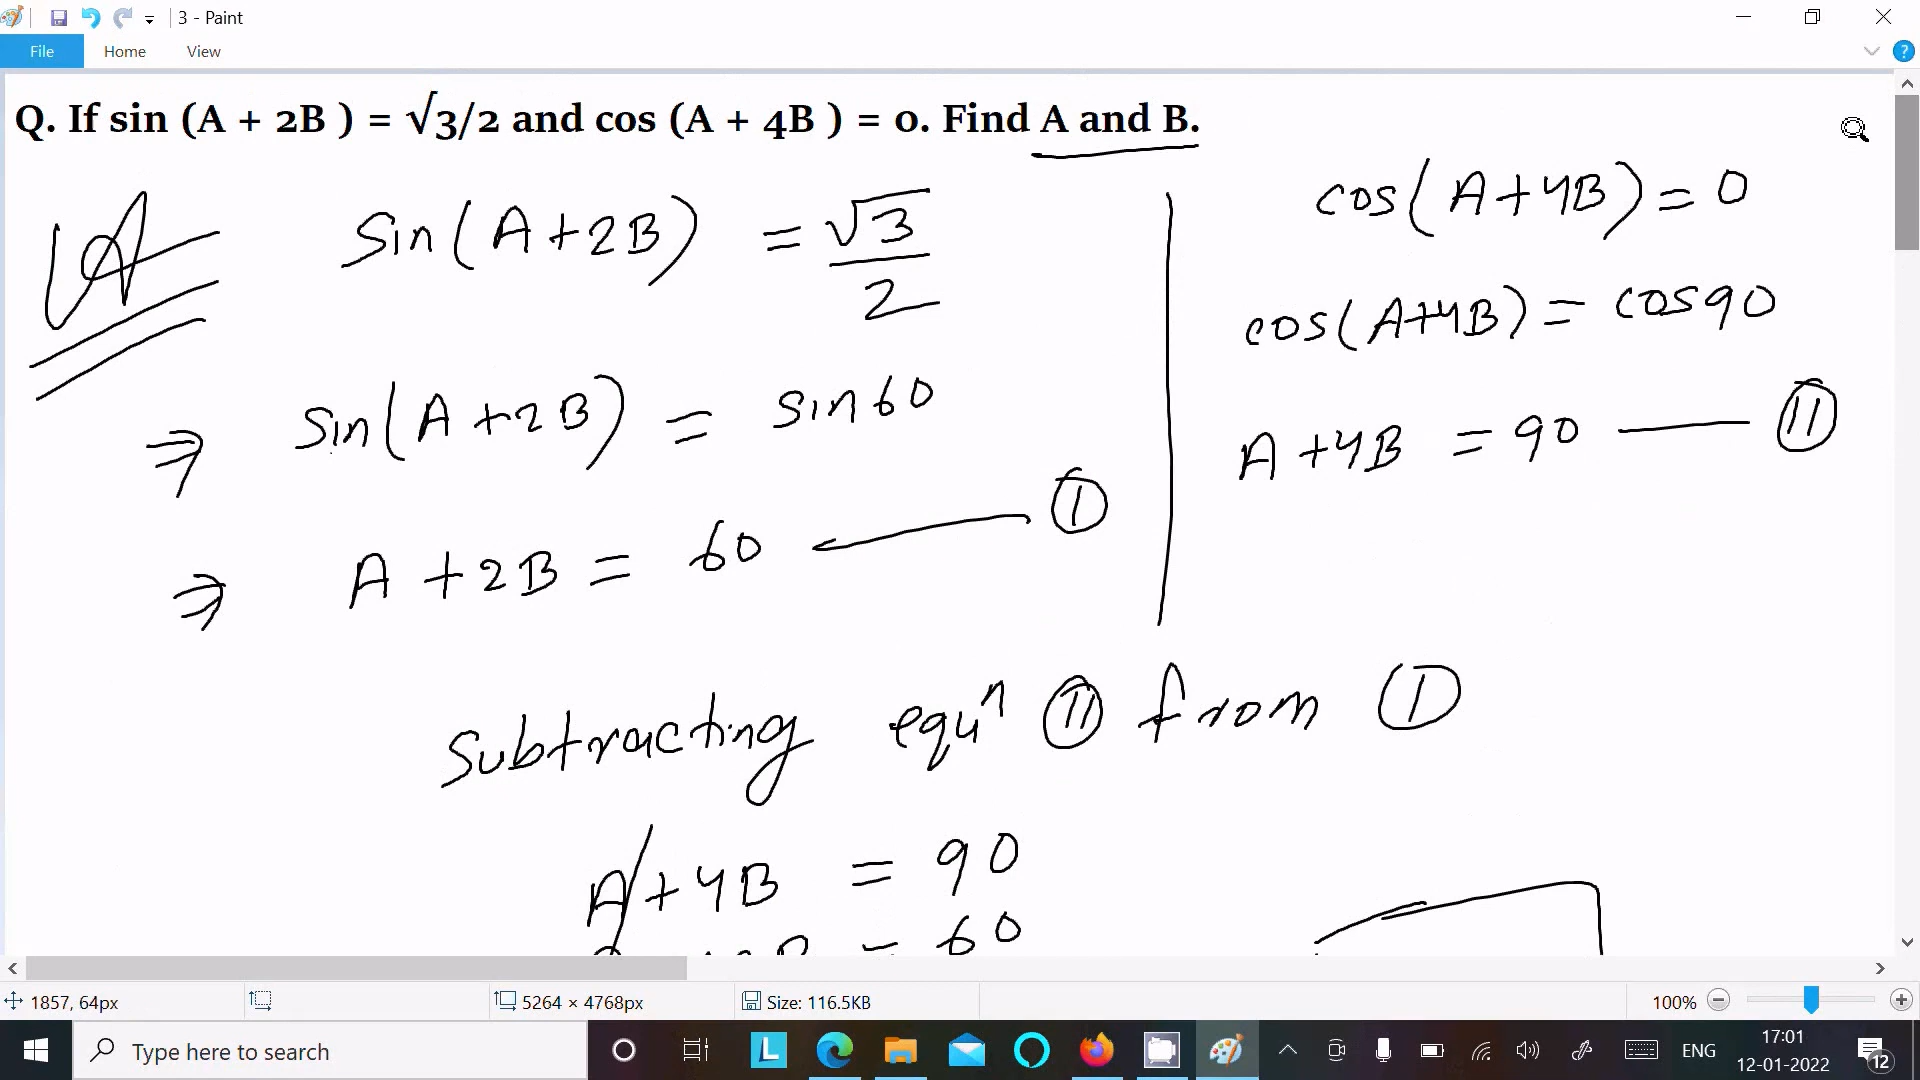 3 - Paint
File Home View
Q. If sin (A + 2B ) = √3/2 and cos (A + 4B ) = 0. Find A and B.
Sin(A+2B) = √3/2
⇒ Sin(A+2B) = Sin60
⇒ A+2B = 60 — I
cos(A+4B) = 0
cos(A+4B) = cos90
A+4B = 90 — II
Subtracting equⁿ II from I
A+4B = 90
= 60
1857, 64px
5264 × 4768px
Size: 116.5KB
100%
Type here to search
L
ENG
17:01
12-01-2022
12